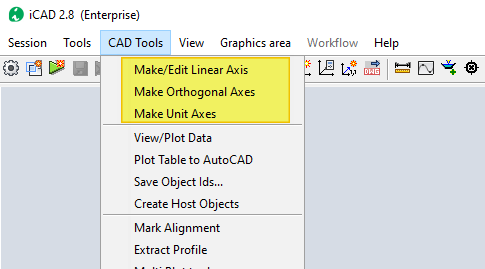 iCAD 2.8 (Enterprise)
Session Tools CAD Tools View Graphics area Workflow Help
Make/Edit Linear Axis
Make Orthogonal Axes
Make Unit Axes
View/Plot Data
Plot Table to AutoCAD
Save Object Ids...
Create Host Objects
Mark Alignment
Extract Profile